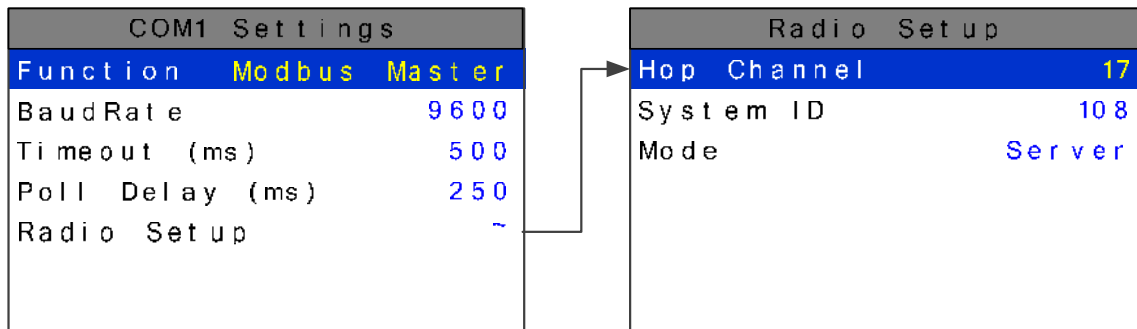 COM1 Settings
Function Modbus Master
BaudRate 9600
Timeout (ms) 500
Poll Delay (ms) 250
Radio Setup ~
Radio Setup
Hop Channel 17
System ID 108
Mode Server